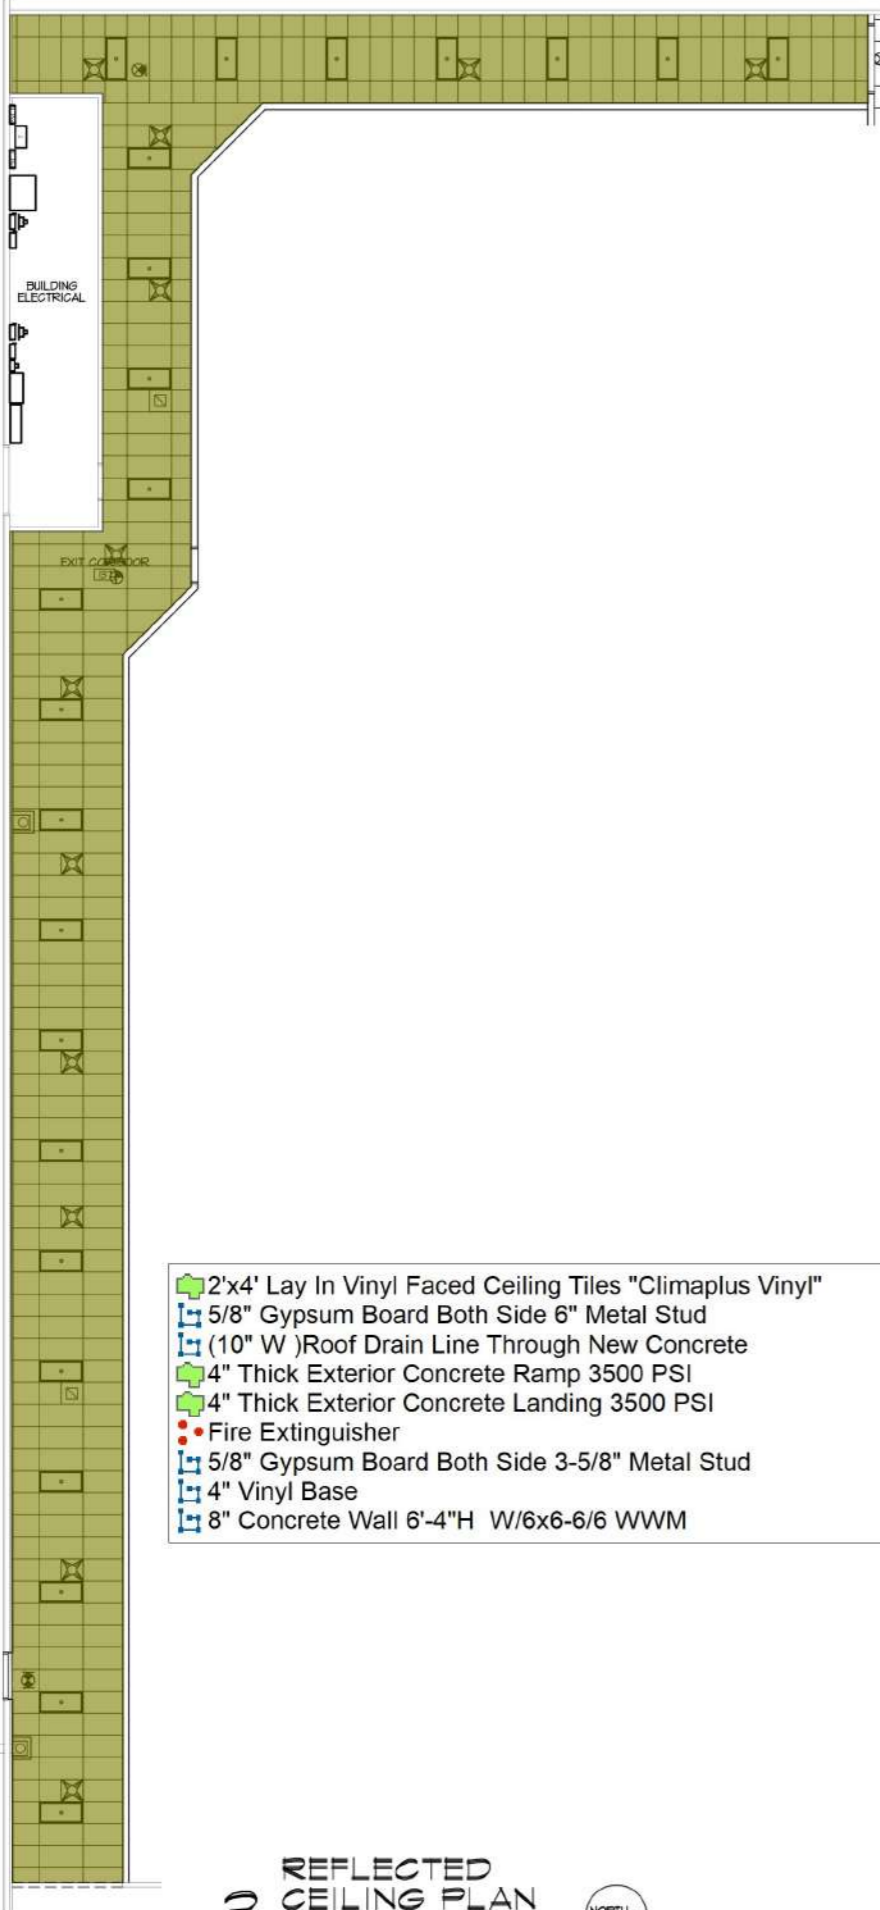 BUILDING
ELECTRICAL
EXIT CORRIDOR
2'x4' Lay In Vinyl Faced Ceiling Tiles "Climaplus Vinyl"
5/8" Gypsum Board Both Side 6" Metal Stud
(10" W )Roof Drain Line Through New Concrete
4" Thick Exterior Concrete Ramp 3500 PSI
4" Thick Exterior Concrete Landing 3500 PSI
Fire Extinguisher
5/8" Gypsum Board Both Side 3-5/8" Metal Stud
4" Vinyl Base
8" Concrete Wall 6'-4"H W/6x6-6/6 WWM
REFLECTED
CEILING PLAN
NORTH